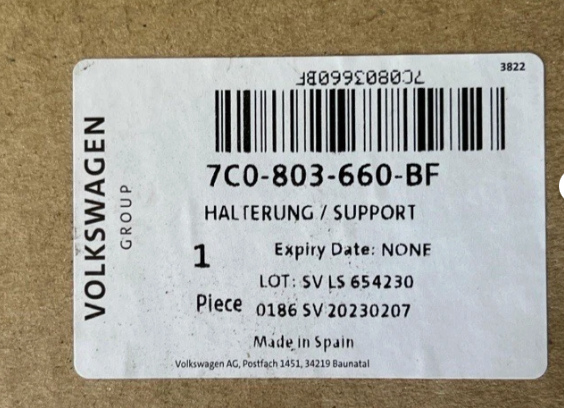 3822
7C0803660BF
7C0-803-660-BF
HALTERUNG / SUPPORT
1
Piece
Expiry Date: NONE
LOT: SV LS 654230
0186 SV 20230207
Made in Spain
Volkswagen AG, Postfach 1451, 34219 Baunatal
VOLKSWAGEN
GROUP